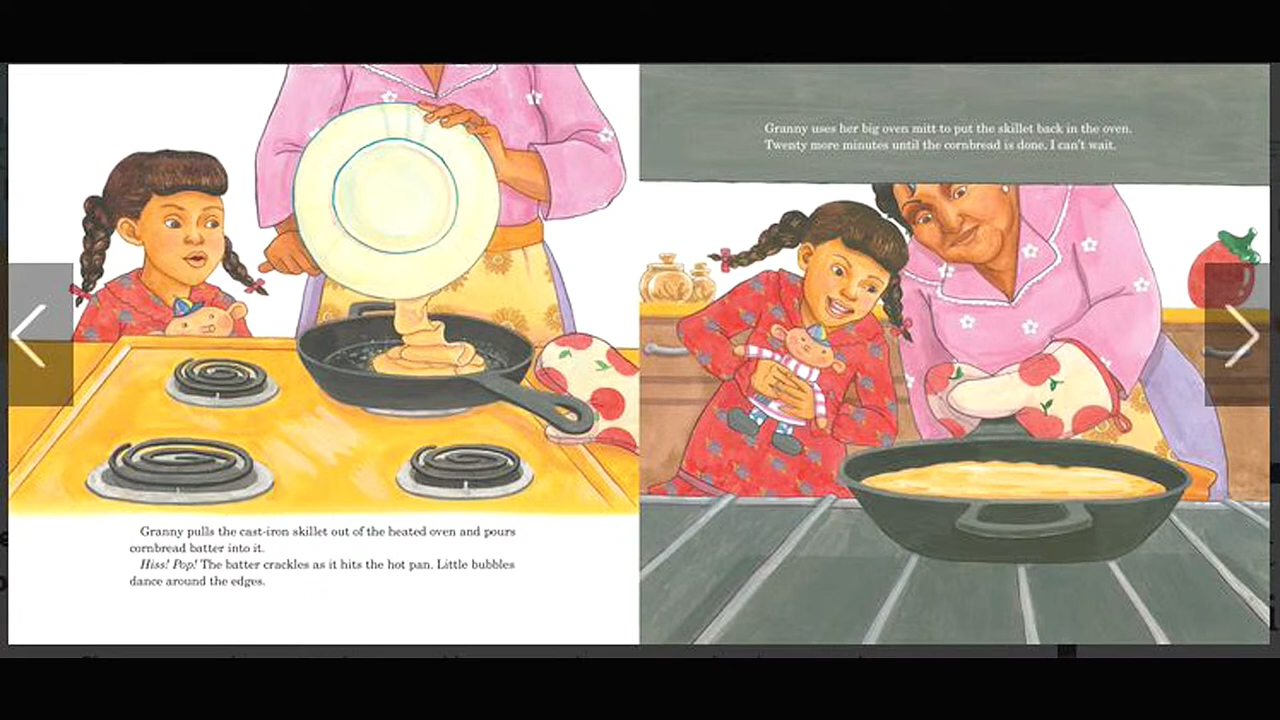 Granny pulls the cast-iron skillet out of the heated oven and pours
cornbread batter into it.
Hiss! Pop! The batter crackles as it hits the hot pan. Little bubbles
dance around the edges.
Granny uses her big oven mitt to put the skillet back in the oven.
Twenty more minutes until the cornbread is done. I can't wait.